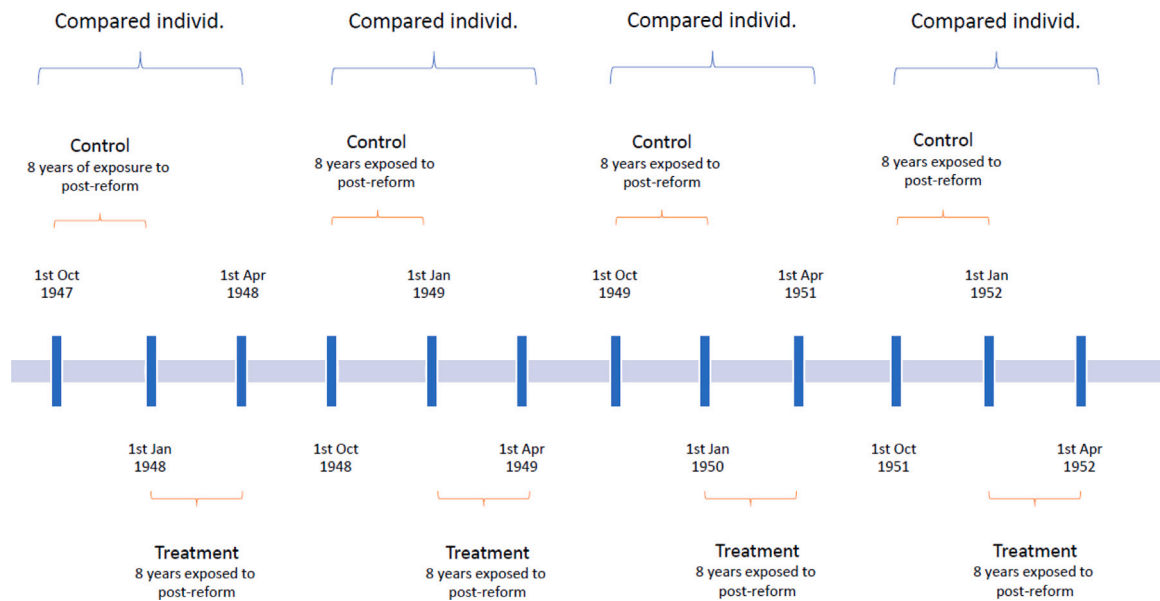 Compared individ.
Compared individ.
Compared individ.
Compared individ.
Control
8 years of exposure to
post-reform
Control
8 years exposed to
post-reform
Control
8 years exposed to
post-reform
Control
8 years exposed to
post-reform
1st Oct
1947
1st Apr
1948
1st Jan
1949
1st Oct
1949
1st Apr
1951
1st Jan
1952
1st Jan
1948
1st Oct
1948
1st Apr
1949
1st Jan
1950
1st Oct
1951
1st Apr
1952
Treatment
8 years exposed to
post-reform
Treatment
8 years exposed to
post-reform
Treatment
8 years exposed to
post-reform
Treatment
8 years exposed to
post-reform